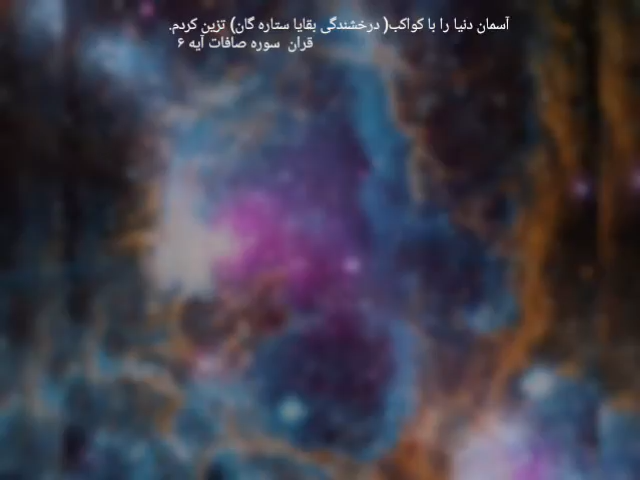 آسمان دنیا را با کواکب( درخشندگی بقایا ستاره گان) تزین کردم.
قران  سوره صافات آیه ۶